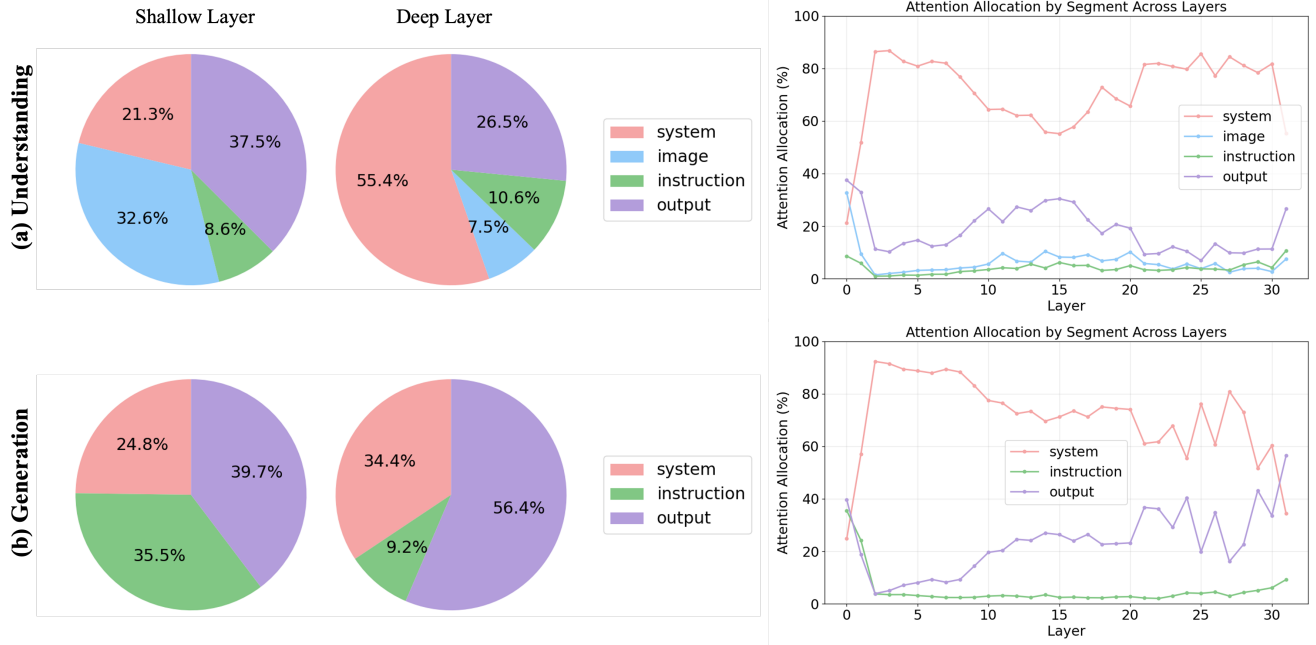 Shallow Layer
Deep Layer
(a) Understanding
21.3%
37.5%
32.6%
8.6%
26.5%
55.4%
10.6%
7.5%
system
image
instruction
output
Attention Allocation by Segment Across Layers
Attention Allocation (%)
100
80
60
40
20
0
0 5 10 15 20 25 30
Layer
system
image
instruction
output
(b) Generation
24.8%
39.7%
35.5%
34.4%
56.4%
9.2%
system
instruction
output
Attention Allocation by Segment Across Layers
Attention Allocation (%)
100
80
60
40
20
0
0 5 10 15 20 25 30
Layer
system
instruction
output